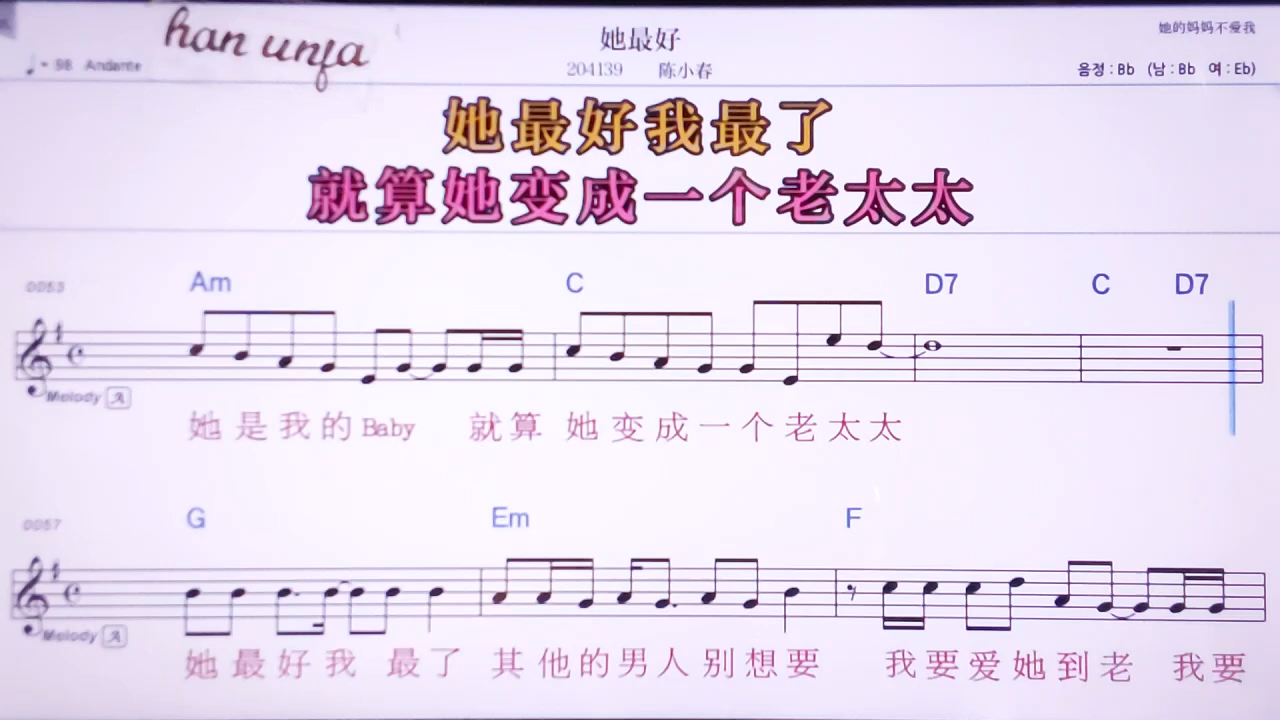 han unfa
她最好
她的妈妈不爱我
♩= 98 Andante
204139 陈小春
음정 : Bb (남 : Bb 여 : Eb)
她最好我最了
就算她变成一个老太太
0053 Am C D7 C D7
Melody A
她是我的Baby 就算 她变成一个老太太
0057 G Em F
Melody A
她最好我 最了 其他的男人别想要 我要爱她到老 我要